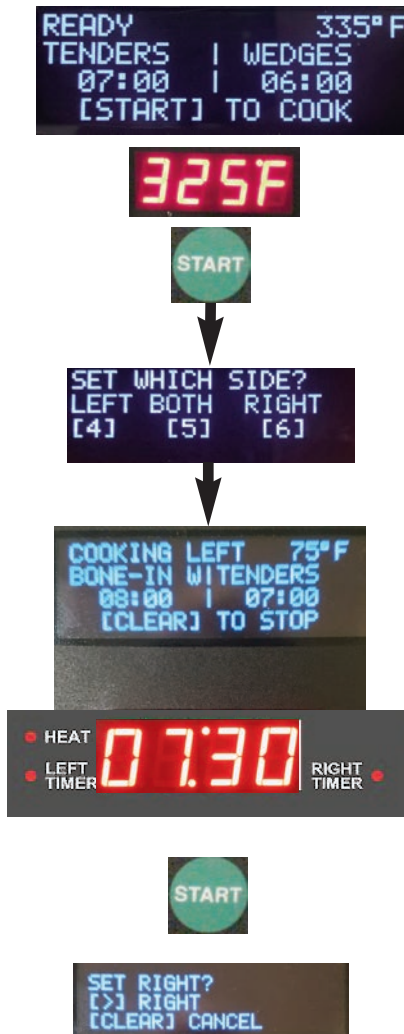 READY 335°F
TENDERS | WEDGES
07:00 | 06:00
[START] TO COOK
325°F
START
SET WHICH SIDE?
LEFT BOTH RIGHT
[4] [5] [6]
COOKING LEFT 75°F
BONE-IN W|TENDERS
08:00 | 07:00
[CLEAR] TO STOP
HEAT
LEFT TIMER
07:30
RIGHT TIMER
START
SET RIGHT?
[>] RIGHT
[CLEAR] CANCEL